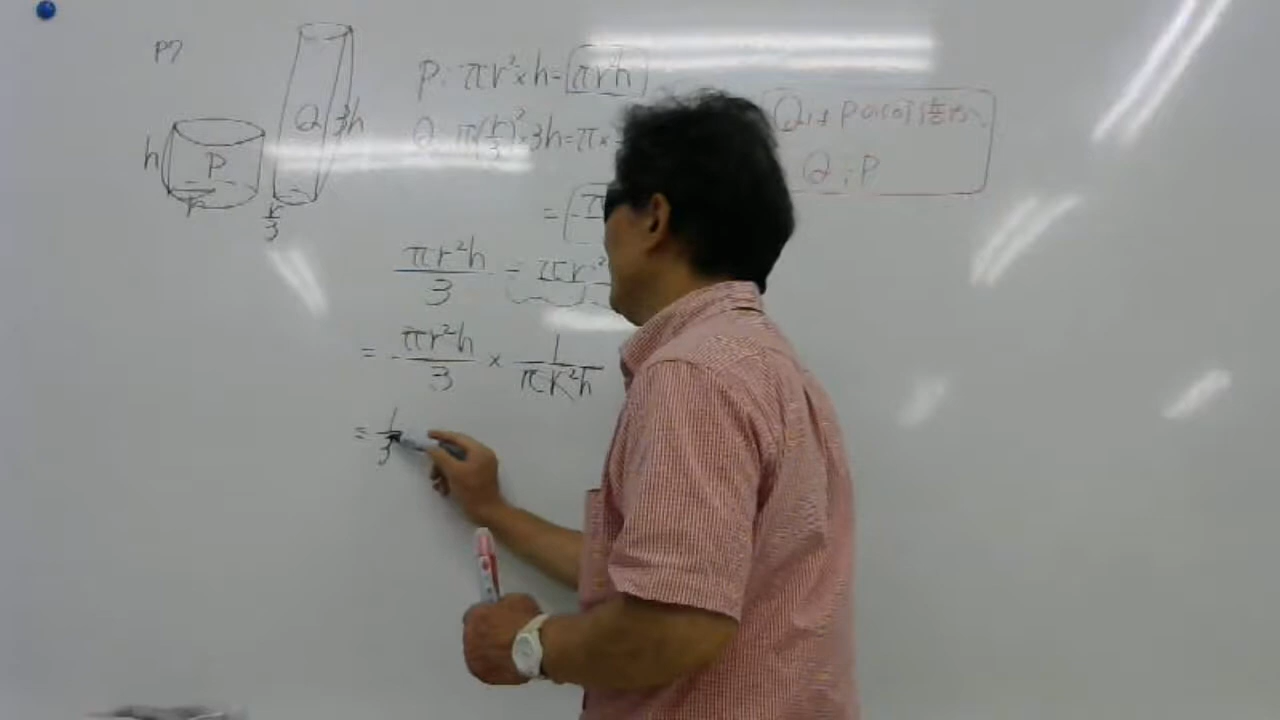 P7
h P r
Q 3h r/3
P: πr²×h=πr²h
Q π(r/3)²×3h=π×
=
πr²h/3 ÷ πr²
= πr²h/3 × 1/πr²h
= 1/3
QはPの何倍か
Q÷P